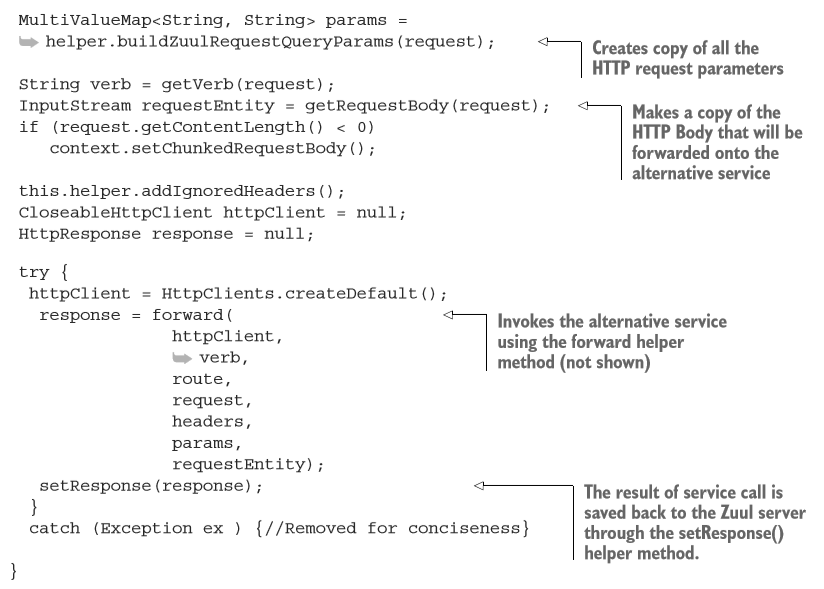 MultiValueMap<String, String> params =
helper.buildZuulRequestQueryParams(request);
Creates copy of all the
HTTP request parameters
String verb = getVerb(request);
InputStream requestEntity = getRequestBody(request);
if (request.getContentLength() < 0)
context.setChunkedRequestBody();
Makes a copy of the
HTTP Body that will be
forwarded onto the
alternative service
this.helper.addIgnoredHeaders();
CloseableHttpClient httpClient = null;
HttpResponse response = null;
try {
httpClient = HttpClients.createDefault();
response = forward(
httpClient,
verb,
route,
request,
headers,
params,
requestEntity);
Invokes the alternative service
using the forward helper
method (not shown)
setResponse(response);
}
catch (Exception ex ) {//Removed for conciseness}
The result of service call is
saved back to the Zuul server
through the setResponse()
helper method.
}